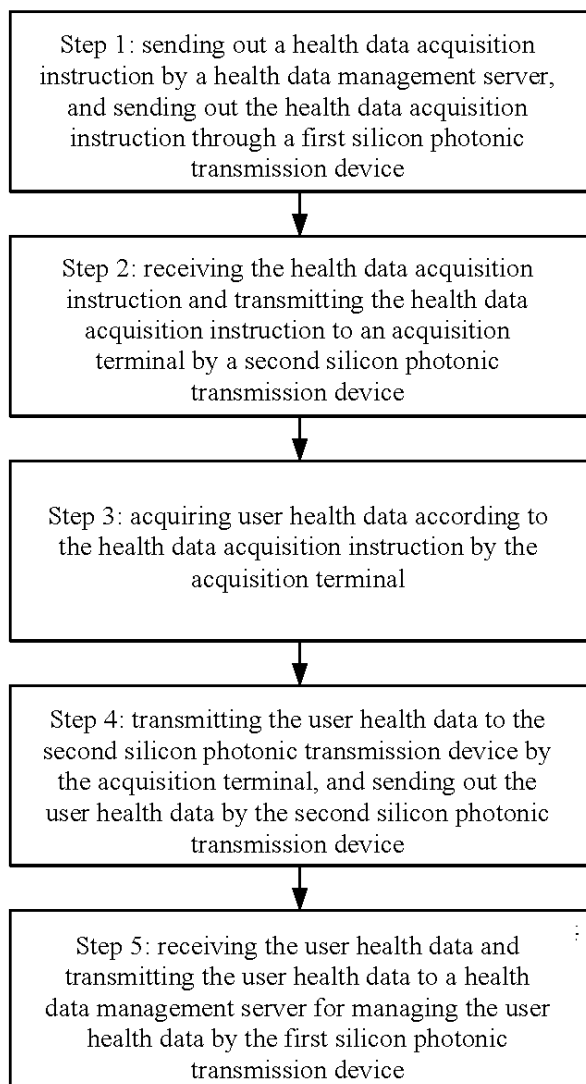 Step 1: sending out a health data acquisition
instruction by a health data management server,
and sending out the health data acquisition
instruction through a first silicon photonic
transmission device
Step 2: receiving the health data acquisition
instruction and transmitting the health data
acquisition instruction to an acquisition
terminal by a second silicon photonic
transmission device
Step 3: acquiring user health data according to
the health data acquisition instruction by the
acquisition terminal
Step 4: transmitting the user health data to the
second silicon photonic transmission device by
the acquisition terminal, and sending out the
user health data by the second silicon photonic
transmission device
Step 5: receiving the user health data and
transmitting the user health data to a health
data management server for managing the user
health data by the first silicon photonic
transmission device